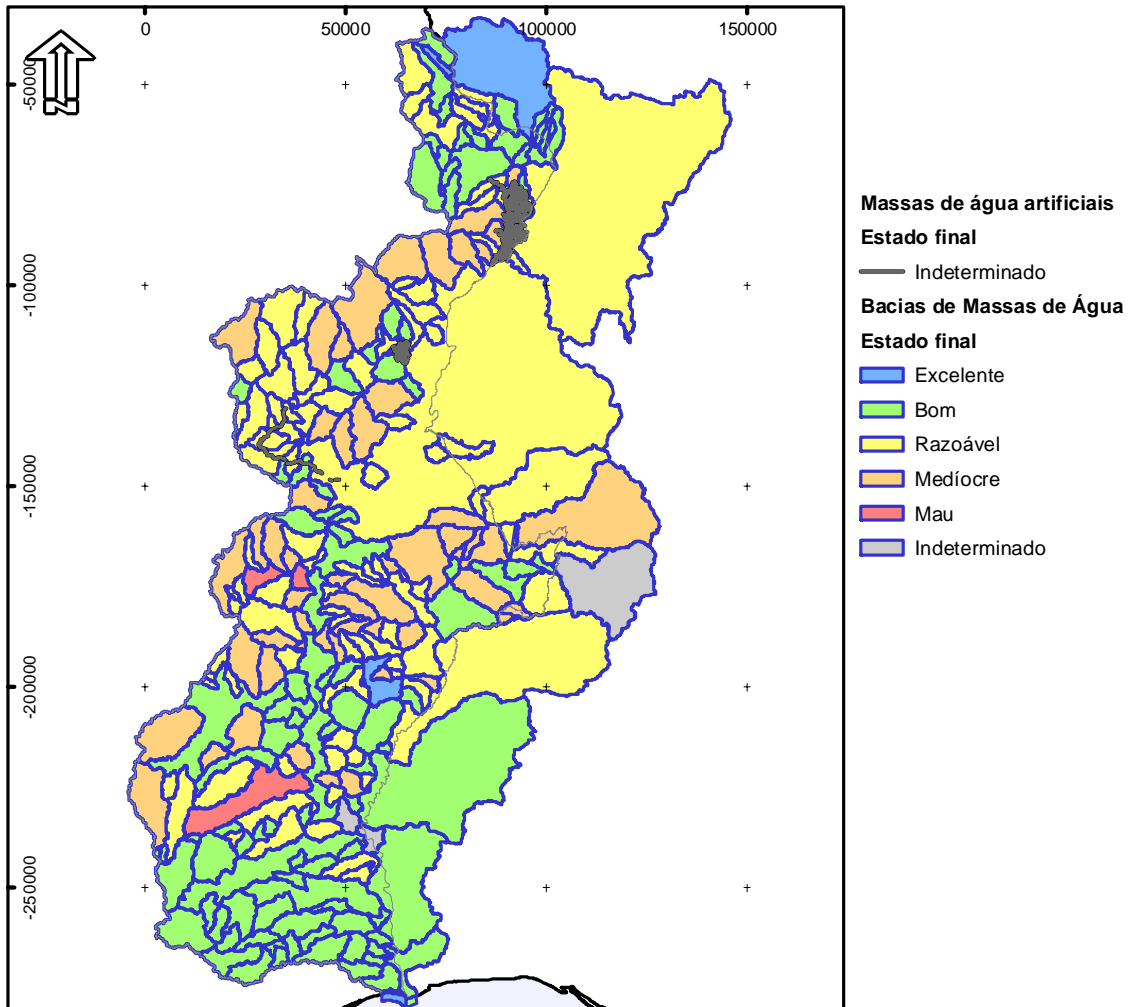 0 50000 100000 150000
N
-50000
-100000
-150000
-200000
-250000
Massas de água artificiais
Estado final
Indeterminado
Bacias de Massas de Água
Estado final
Excelente
Bom
Razoável
Medíocre
Mau
Indeterminado